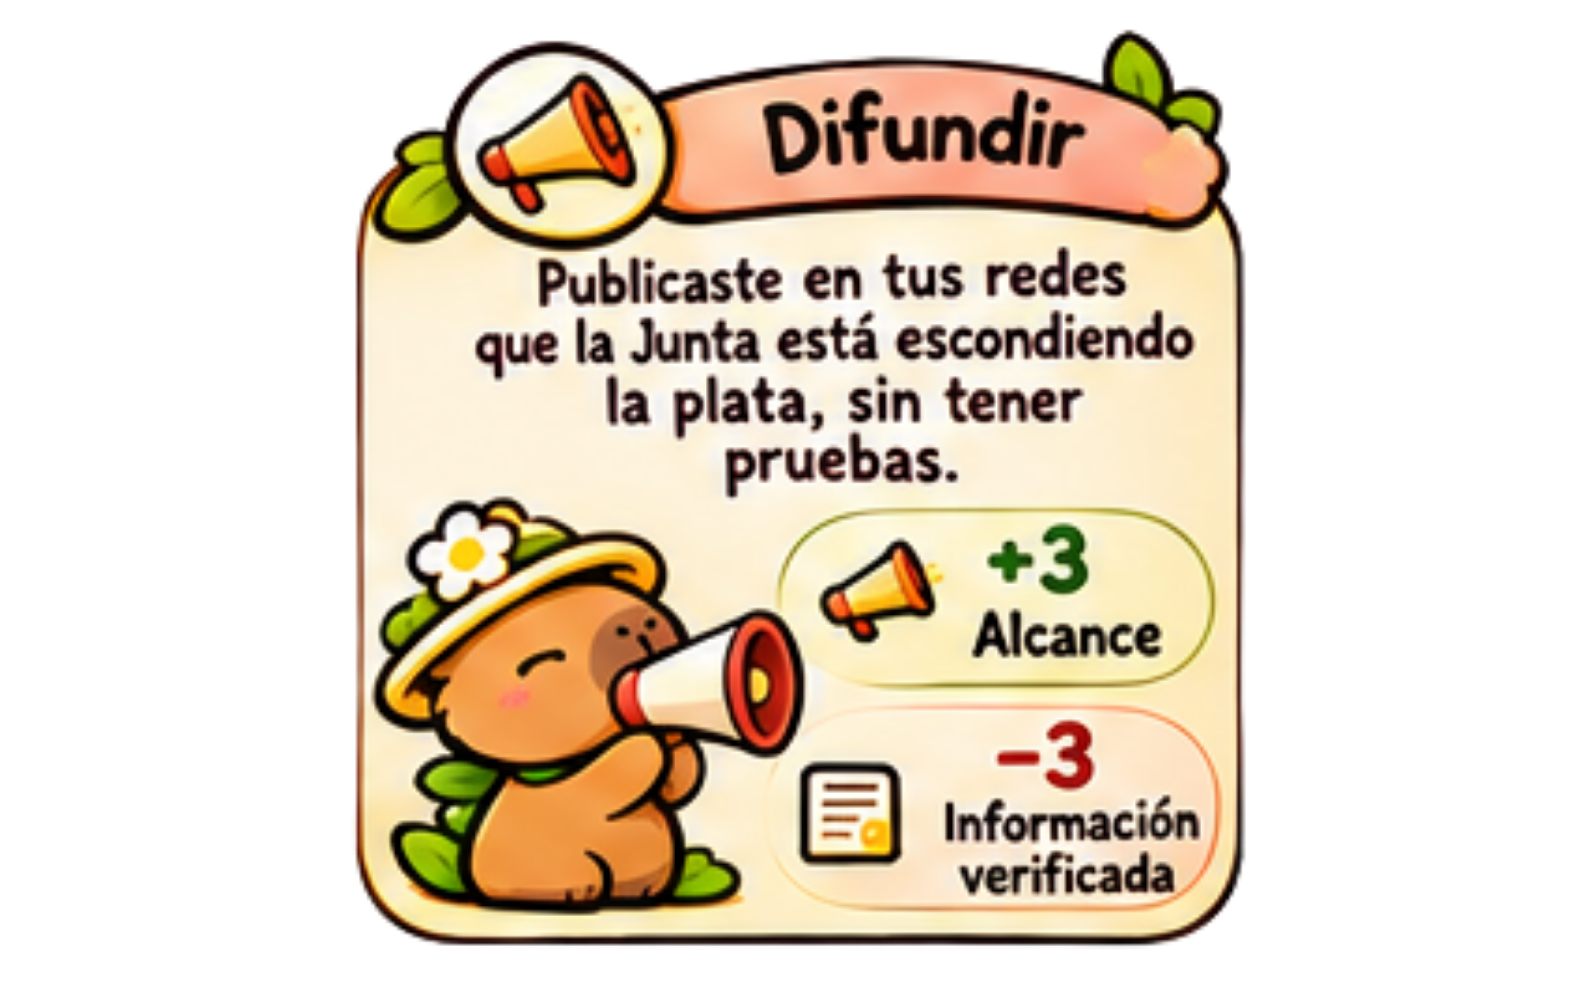 Difundir
Publicaste en tus redes
que la Junta está escondiendo
la plata, sin tener
pruebas.
+3
Alcance
-3
Información
verificada